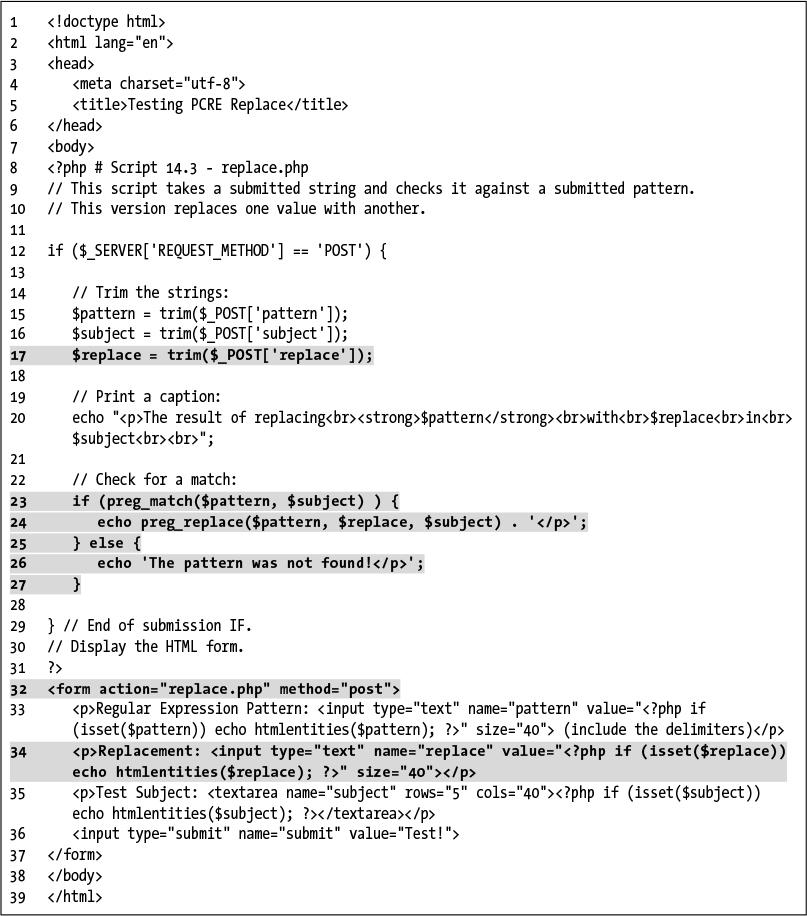 1 <!doctype html>
2 <html lang="en">
3 <head>
4 <meta charset="utf-8">
5 <title>Testing PCRE Replace</title>
6 </head>
7 <body>
8 <?php # Script 14.3 - replace.php
9 // This script takes a submitted string and checks it against a submitted pattern.
10 // This version replaces one value with another.
11
12 if ($_SERVER['REQUEST_METHOD'] == 'POST') {
13
14 // Trim the strings:
15 $pattern = trim($_POST['pattern']);
16 $subject = trim($_POST['subject']);
17 $replace = trim($_POST['replace']);
18
19 // Print a caption:
20 echo "<p>The result of replacing<br><strong>$pattern</strong><br>with<br>$replace<br>in<br>
$subject<br><br>";
21
22 // Check for a match:
23 if (preg_match($pattern, $subject) ) {
24 echo preg_replace($pattern, $replace, $subject) . '</p>';
25 } else {
26 echo 'The pattern was not found!</p>';
27 }
28
29 } // End of submission IF.
30 // Display the HTML form.
31 ?>
32 <form action="replace.php" method="post">
33 <p>Regular Expression Pattern: <input type="text" name="pattern" value="<?php if
(isset($pattern)) echo htmlentities($pattern); ?>" size="40"> (include the delimiters)</p>
34 <p>Replacement: <input type="text" name="replace" value="<?php if (isset($replace))
echo htmlentities($replace); ?>" size="40"></p>
35 <p>Test Subject: <textarea name="subject" rows="5" cols="40"><?php if (isset($subject))
echo htmlentities($subject); ?></textarea></p>
36 <input type="submit" name="submit" value="Test!">
37 </form>
38 </body>
39 </html>